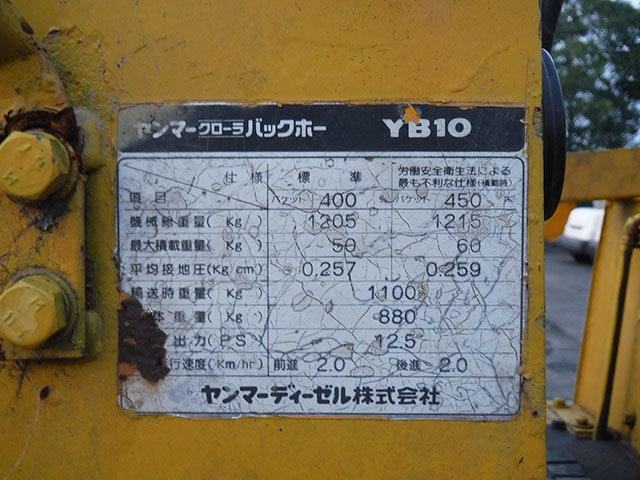 ヤンマークローラバックホー YB10
仕様 標準 労働安全衛生法による
最も不利な仕様(積載時)
項目 バケット 400 バケット 450
機械総重量(Kg) 1205 1215
最大積載重量(Kg) 50 60
平均接地圧(Kg cm) 0.257 0.259
輸送時重量(Kg) 1100
体重量(Kg) 880
出力(PS) 12.5
行速度(Km/hr) 前進 2.0 後進 2.0
ヤンマーディーゼル株式会社